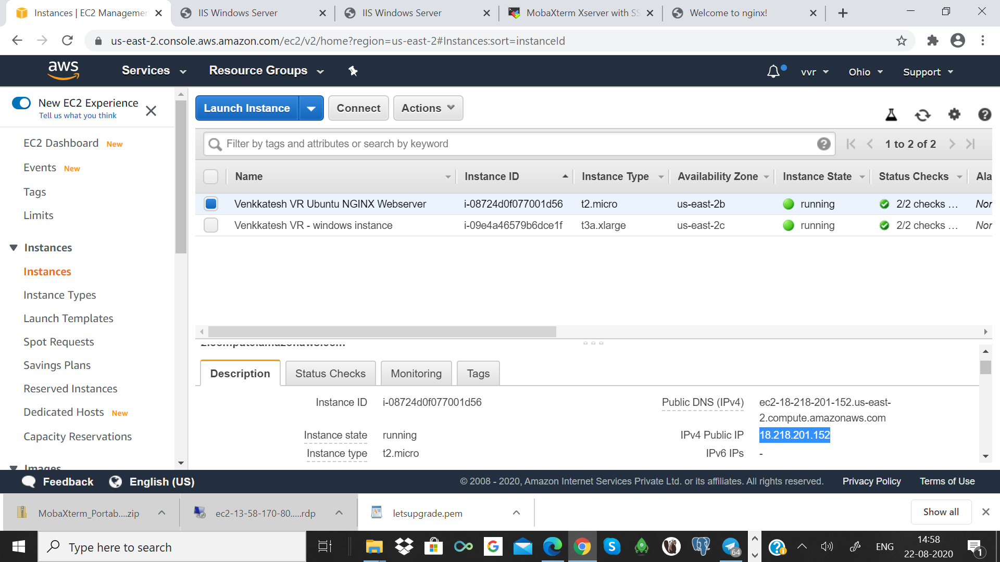 Instances | EC2 Managemen
IIS Windows Server
IIS Windows Server
MobaXterm Xserver with SS
Welcome to nginx!
us-east-2.console.aws.amazon.com/ec2/v2/home?region=us-east-2#Instances:sort=instanceId
aws
Services
Resource Groups
vvr
Ohio
Support
New EC2 Experience
Tell us what you think
EC2 Dashboard New
Events New
Tags
Limits
Instances
Instances
Instance Types
Launch Templates
Spot Requests
Savings Plans
Reserved Instances
Dedicated Hosts New
Capacity Reservations
Images
Launch Instance
Connect
Actions
Filter by tags and attributes or search by keyword
1 to 2 of 2
Name Instance ID Instance Type Availability Zone Instance State Status Checks Ala
Venkkatesh VR Ubuntu NGINX Webserver i-08724d0f077001d56 t2.micro us-east-2b running 2/2 checks ... Nor
Venkkatesh VR - windows instance i-09e4a46579b6dce1f t3a.xlarge us-east-2c running 2/2 checks ... Nor
2.compute.amazonaws.com
Description
Status Checks
Monitoring
Tags
Instance ID i-08724d0f077001d56
Instance state running
Instance type t2.micro
Public DNS (IPv4) ec2-18-218-201-152.us-east-
2.compute.amazonaws.com
IPv4 Public IP 18.218.201.152
IPv6 IPs -
Feedback
English (US)
© 2008 - 2020, Amazon Internet Services Private Ltd. or its affiliates. All rights reserved.
Privacy Policy
Terms of Use
MobaXterm_Portab....zip
ec2-13-58-170-80.....rdp
letsupgrade.pem
Show all
Type here to search
64
ENG
14:58
22-08-2020
1